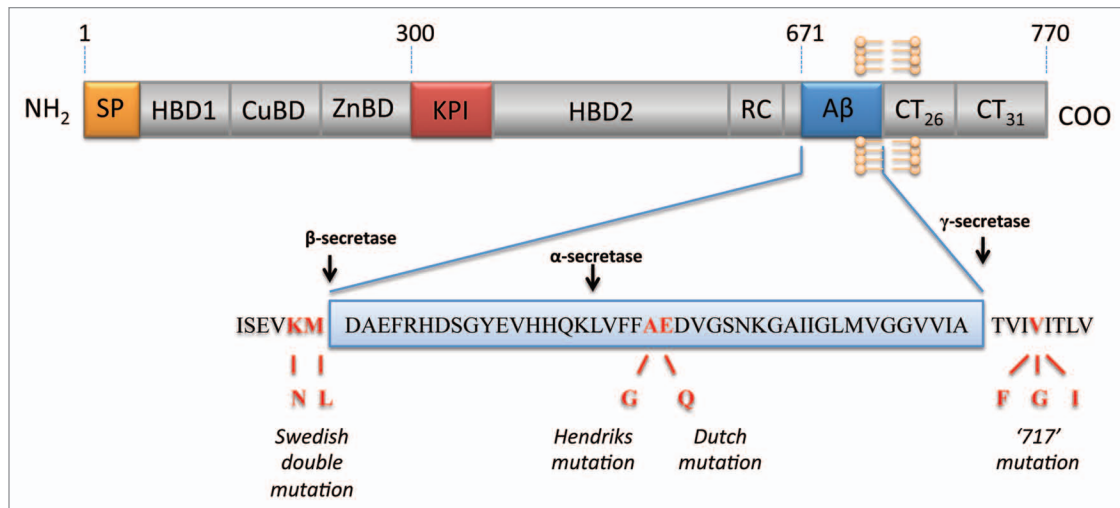 1 300 671 770
NH2 SP HBD1 CuBD ZnBD KPI HBD2 RC Aβ CT26 CT31 COO
β-secretase α-secretase γ-secretase
ISEVKM DAEFRHDSGYEVHHQKLVFFAEDVGSNKGAIIGLMVGGVVIA TVIVITLV
N L G Q F G I
Swedish double mutation
Hendriks mutation
Dutch mutation
'717' mutation